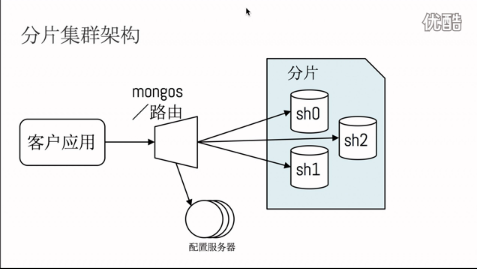 分片集群架构
优酷
mongos
／路由
客户应用
分片
sh0
sh2
sh1
配置服务器